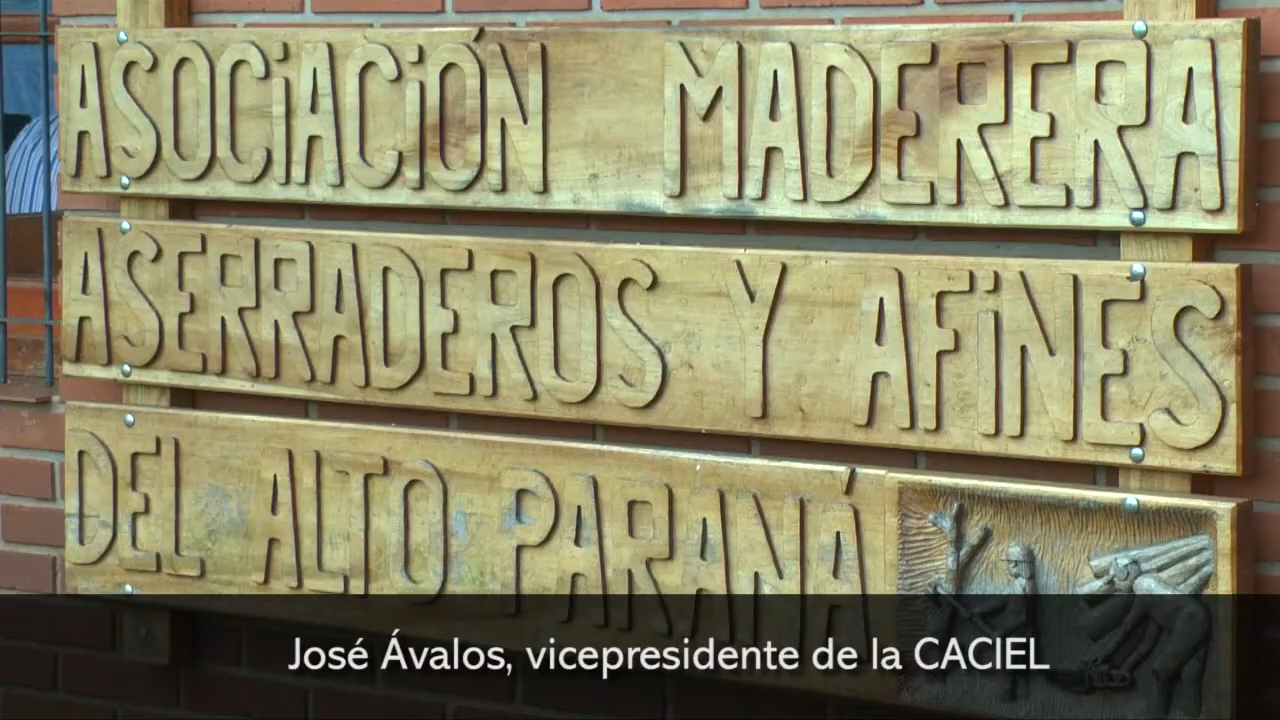 ASOCiACiÓN MADERERA
ASERRADEROS Y AFiNES
DEL ALTO PARANÁ
José Ávalos, vicepresidente de la CACIEL